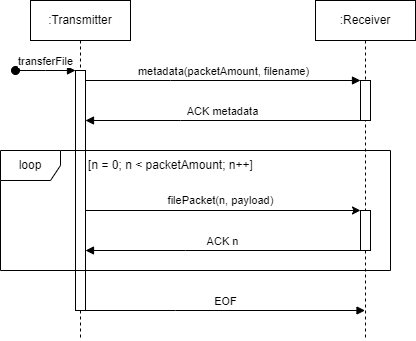 :Transmitter
:Receiver
transferFile
metadata(packetAmount, filename)
ACK metadata
loop
[n = 0; n < packetAmount; n++]
filePacket(n, payload)
ACK n
EOF